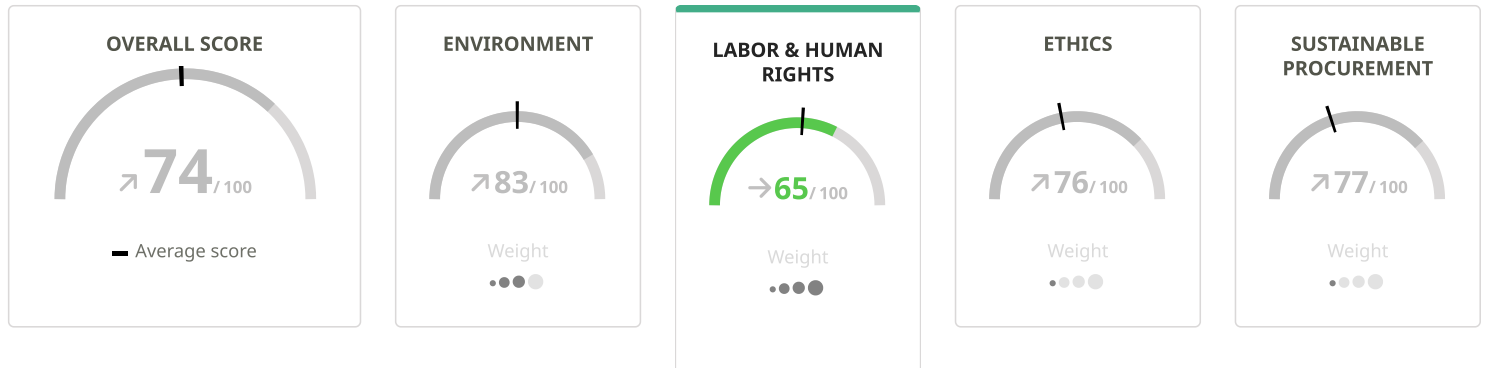 OVERALL SCORE
74 / 100
Average score
ENVIRONMENT
83 / 100
Weight
LABOR & HUMAN
RIGHTS
65 / 100
Weight
ETHICS
76 / 100
Weight
SUSTAINABLE
PROCUREMENT
77 / 100
Weight